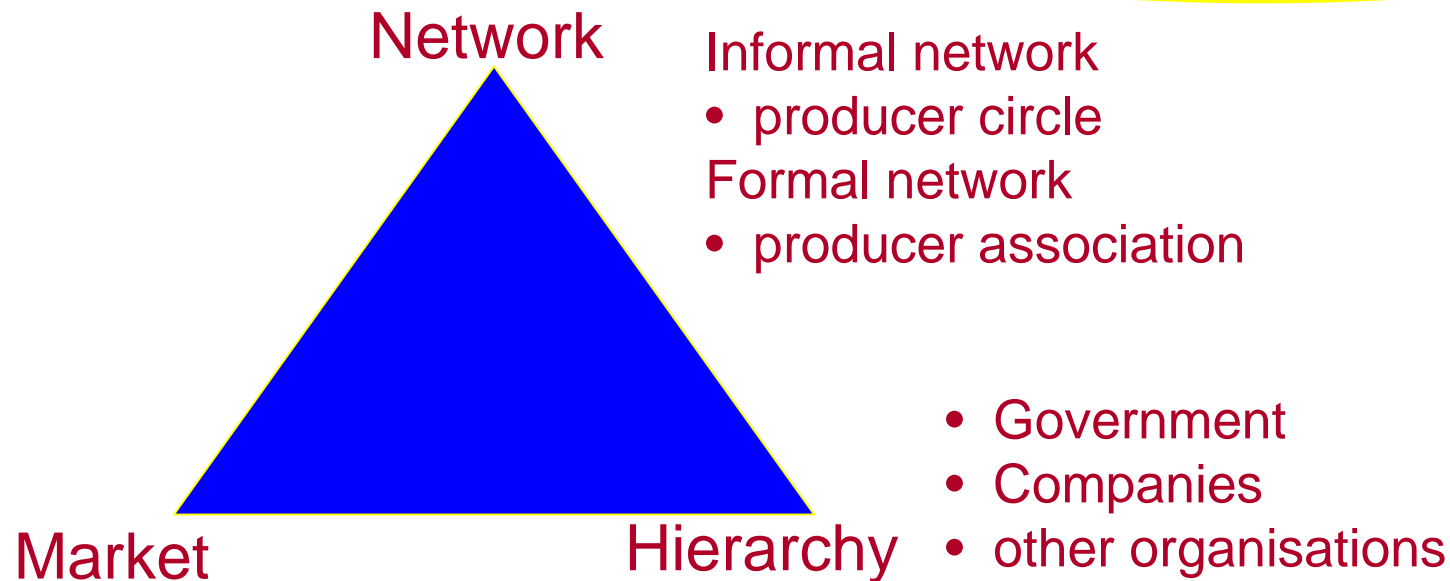 Network
Informal network
• producer circle
Formal network
• producer association
• Government
• Companies
• other organisations
Market
Hierarchy